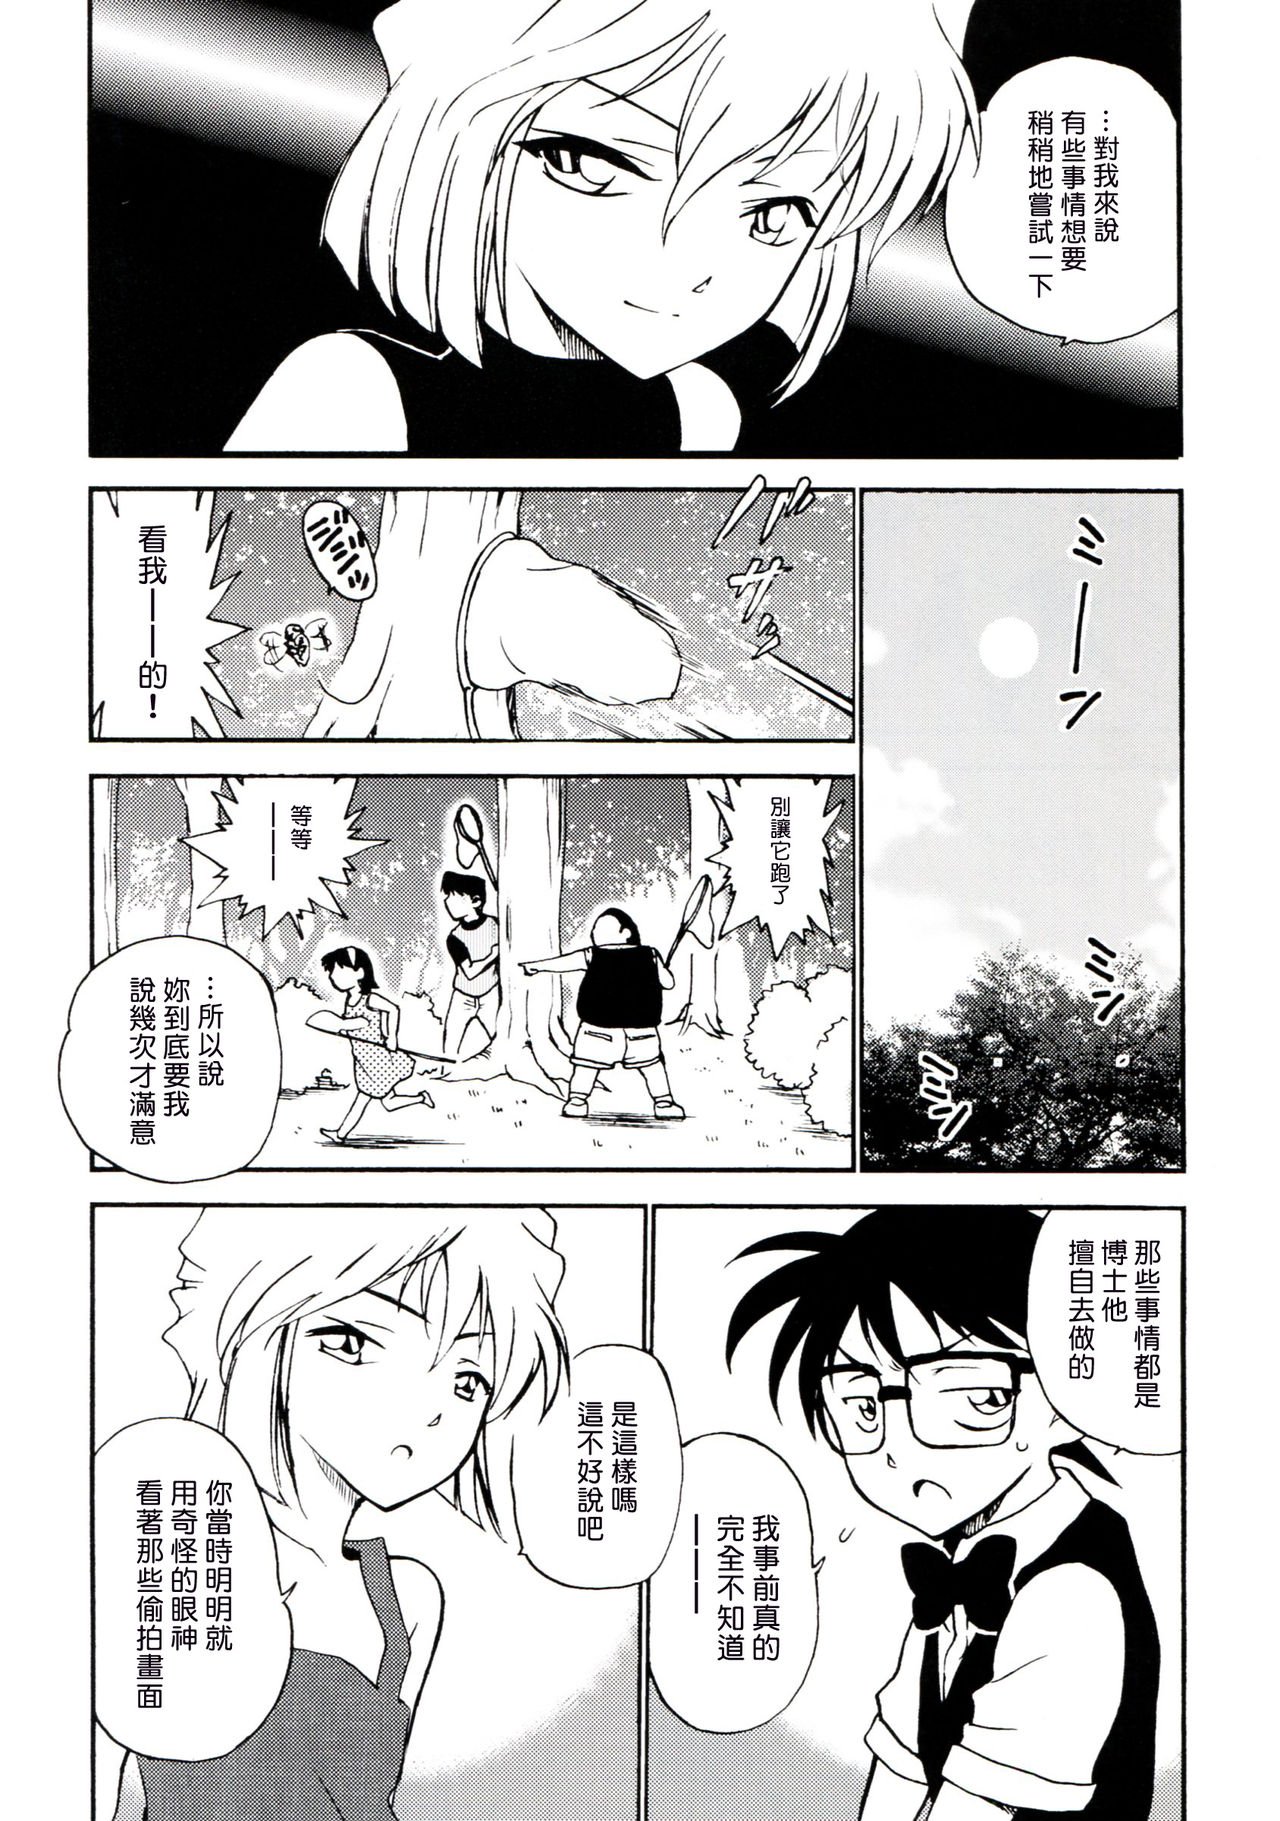 …對我來說
有些事情想要
稍稍地嘗試一下
ミーン
ミン
ミン
バッ
ササッ
看我——的！
別讓它跑了
等等
———
…所以說
妳到底要我
說幾次才滿意
那些事情都是
博士他
擅自去做的
我事前真的
完全不知道
———
是這樣嗎
這不好說吧
你當時明明就
用奇怪的眼神
看著那些偷拍畫面